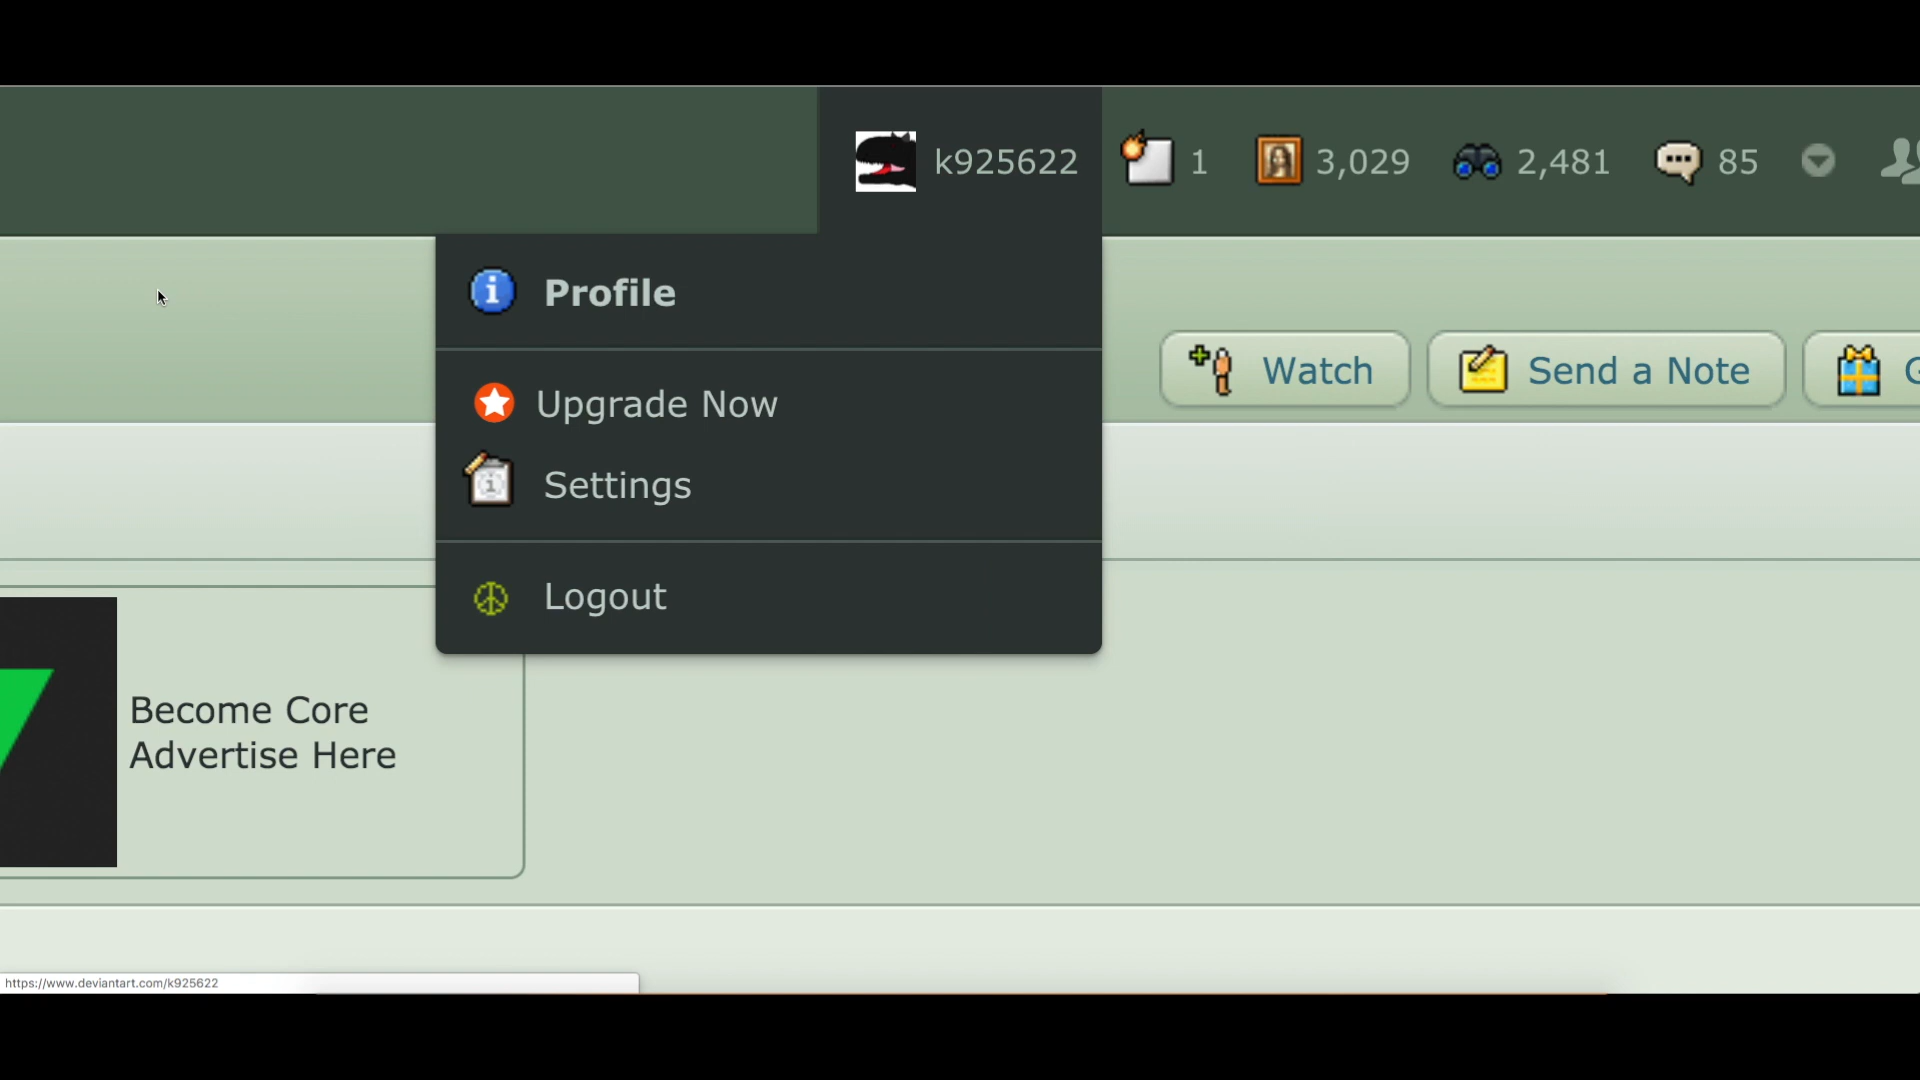 k925622 1 3,029 2,481 85
Profile
Watch Send a Note G
Upgrade Now
Settings
Logout
Become Core
Advertise Here
https://www.deviantart.com/k925622